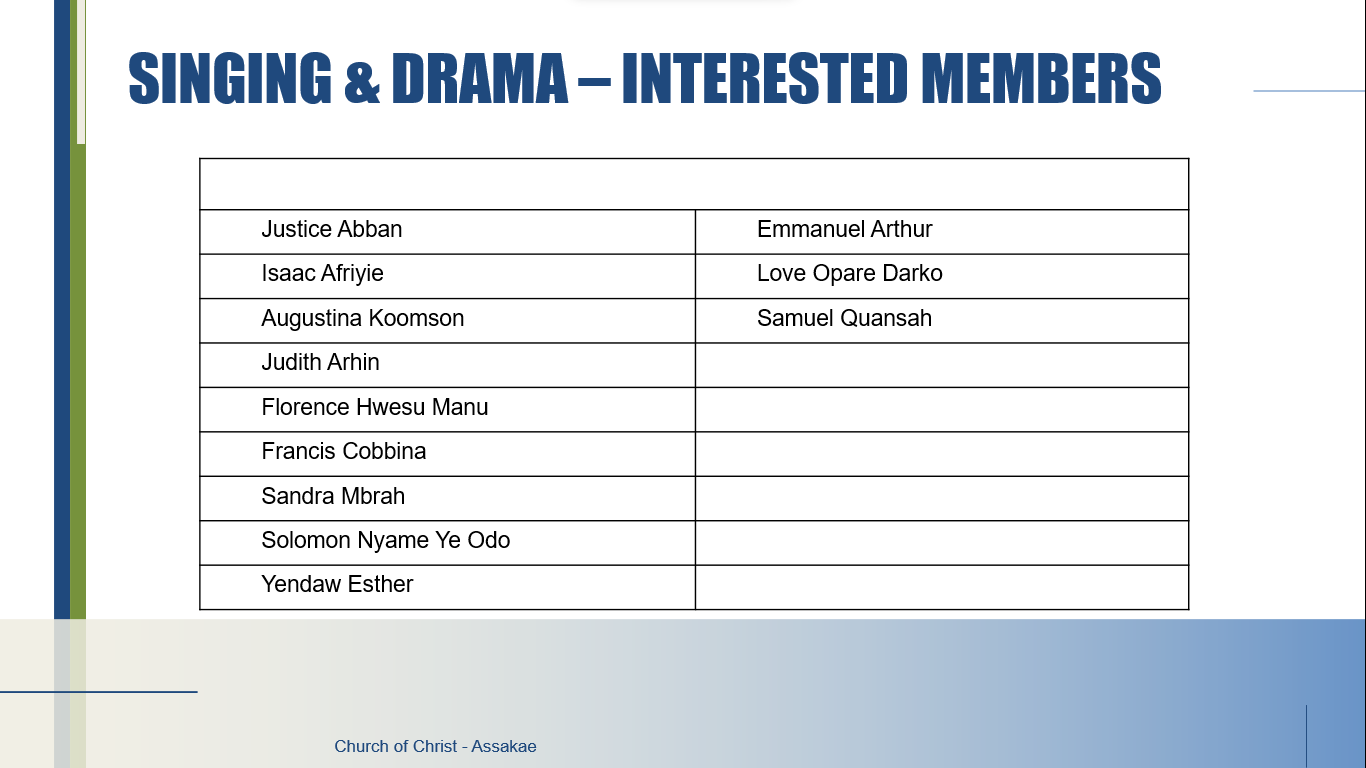 SINGING & DRAMA – INTERESTED MEMBERS
Justice Abban
Emmanuel Arthur
Isaac Afriyie
Love Opare Darko
Augustina Koomson
Samuel Quansah
Judith Arhin
Florence Hwesu Manu
Francis Cobbina
Sandra Mbrah
Solomon Nyame Ye Odo
Yendaw Esther
Church of Christ - Assakae